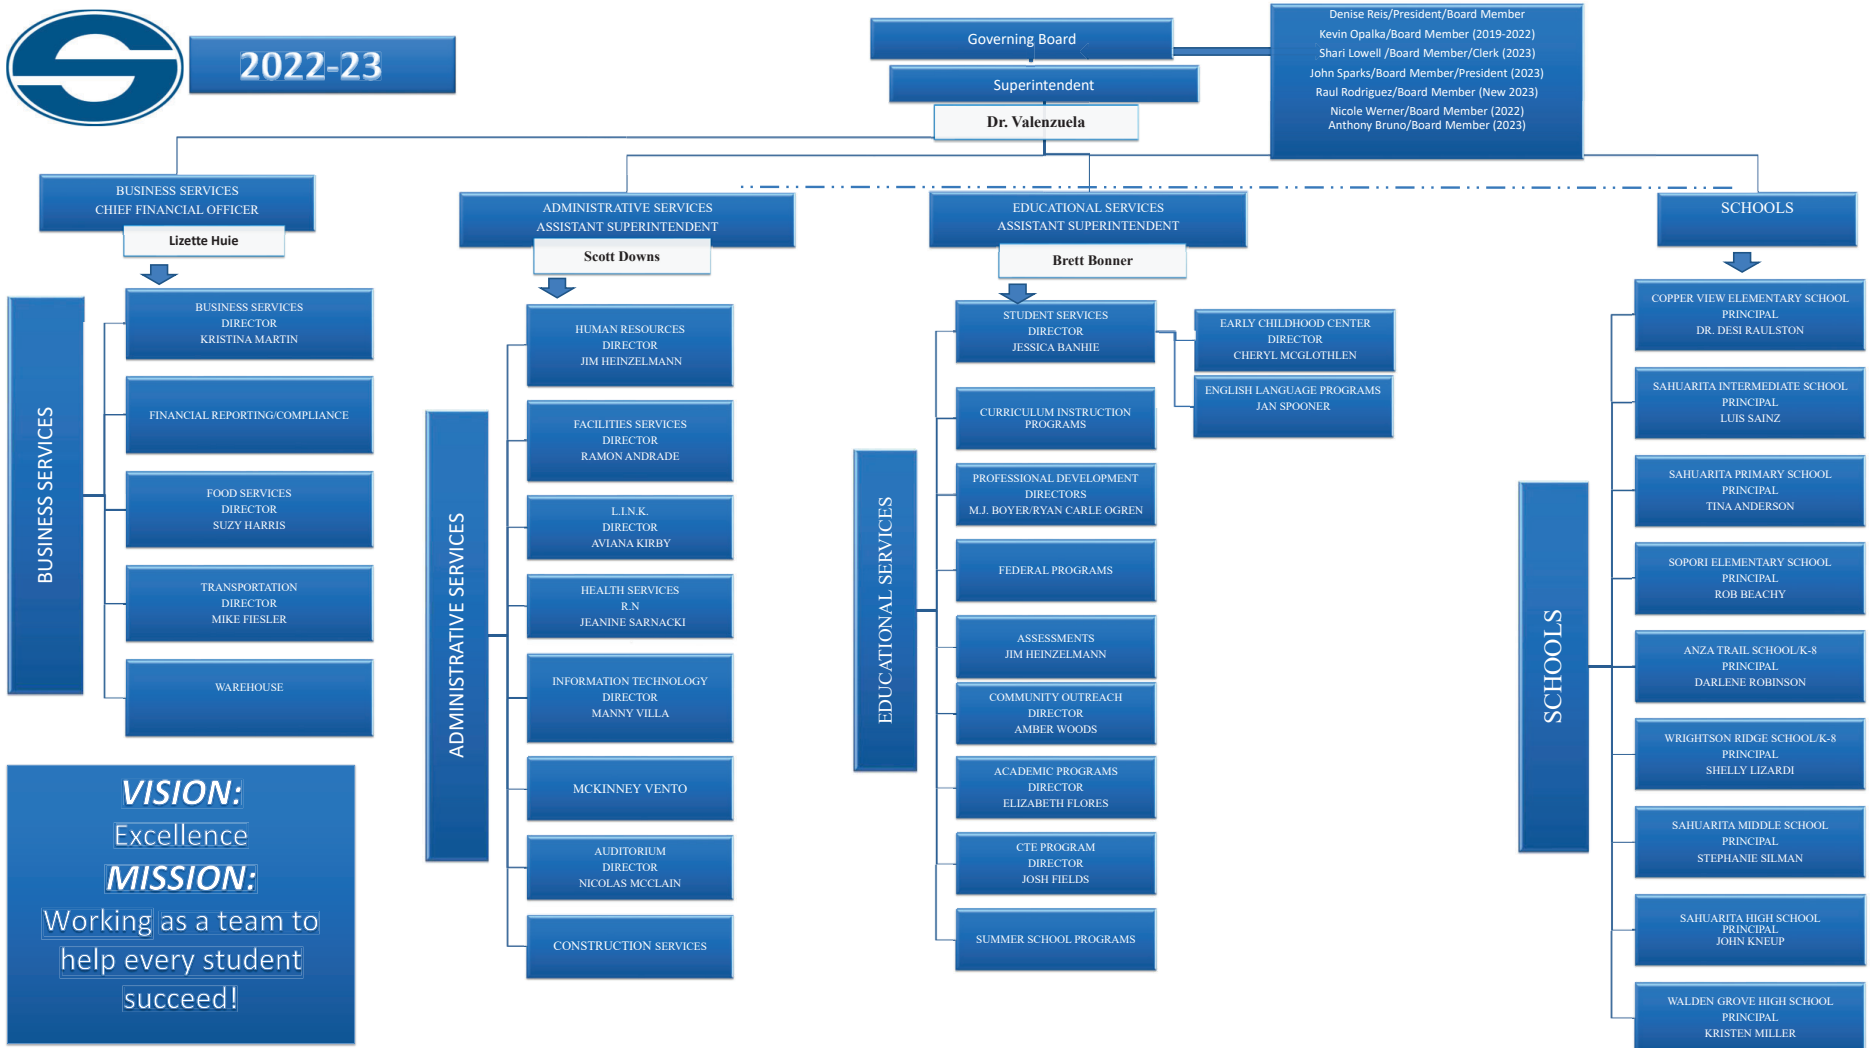 2022-23
Governing Board
Superintendent
Dr. Valenzuela
Denise Reis/President/Board Member
Kevin Opalka/Board Member (2019-2022)
Shari Lowell /Board Member/Clerk (2023)
John Sparks/Board Member/President (2023)
Raul Rodriguez/Board Member (New 2023)
Nicole Werner/Board Member (2022)
Anthony Bruno/Board Member (2023)
BUSINESS SERVICES
CHIEF FINANCIAL OFFICER
Lizette Huie
BUSINESS SERVICES
BUSINESS SERVICES
DIRECTOR
KRISTINA MARTIN
FINANCIAL REPORTING/COMPLIANCE
FOOD SERVICES
DIRECTOR
SUZY HARRIS
TRANSPORTATION
DIRECTOR
MIKE FIESLER
WAREHOUSE
ADMINISTRATIVE SERVICES
ASSISTANT SUPERINTENDENT
Scott Downs
ADMINISTRATIVE SERVICES
HUMAN RESOURCES
DIRECTOR
JIM HEINZELMANN
FACILITIES SERVICES
DIRECTOR
RAMON ANDRADE
L.I.N.K.
DIRECTOR
AVIANA KIRBY
HEALTH SERVICES
R.N
JEANINE SARNACKI
INFORMATION TECHNOLOGY
DIRECTOR
MANNY VILLA
MCKINNEY VENTO
AUDITORIUM
DIRECTOR
NICOLAS MCCLAIN
CONSTRUCTION SERVICES
EDUCATIONAL SERVICES
ASSISTANT SUPERINTENDENT
Brett Bonner
EDUCATIONAL SERVICES
STUDENT SERVICES
DIRECTOR
JESSICA BANHIE
EARLY CHILDHOOD CENTER
DIRECTOR
CHERYL MCGLOTHLEN
ENGLISH LANGUAGE PROGRAMS
JAN SPOONER
CURRICULUM INSTRUCTION
PROGRAMS
PROFESSIONAL DEVELOPMENT
DIRECTORS
M.J. BOYER/RYAN CARLE OGREN
FEDERAL PROGRAMS
ASSESSMENTS
JIM HEINZELMANN
COMMUNITY OUTREACH
DIRECTOR
AMBER WOODS
ACADEMIC PROGRAMS
DIRECTOR
ELIZABETH FLORES
CTE PROGRAM
DIRECTOR
JOSH FIELDS
SUMMER SCHOOL PROGRAMS
SCHOOLS
SCHOOLS
COPPER VIEW ELEMENTARY SCHOOL
PRINCIPAL
DR. DESI RAULSTON
SAHUARITA INTERMEDIATE SCHOOL
PRINCIPAL
LUIS SAINZ
SAHUARITA PRIMARY SCHOOL
PRINCIPAL
TINA ANDERSON
SOPORI ELEMENTARY SCHOOL
PRINCIPAL
ROB BEACHY
ANZA TRAIL SCHOOL/K-8
PRINCIPAL
DARLENE ROBINSON
WRIGHTSON RIDGE SCHOOL/K-8
PRINCIPAL
SHELLY LIZARDI
SAHUARITA MIDDLE SCHOOL
PRINCIPAL
STEPHANIE SILMAN
SAHUARITA HIGH SCHOOL
PRINCIPAL
JOHN KNEUP
WALDEN GROVE HIGH SCHOOL
PRINCIPAL
KRISTEN MILLER
VISION:
Excellence
MISSION:
Working as a team to
help every student
succeed!